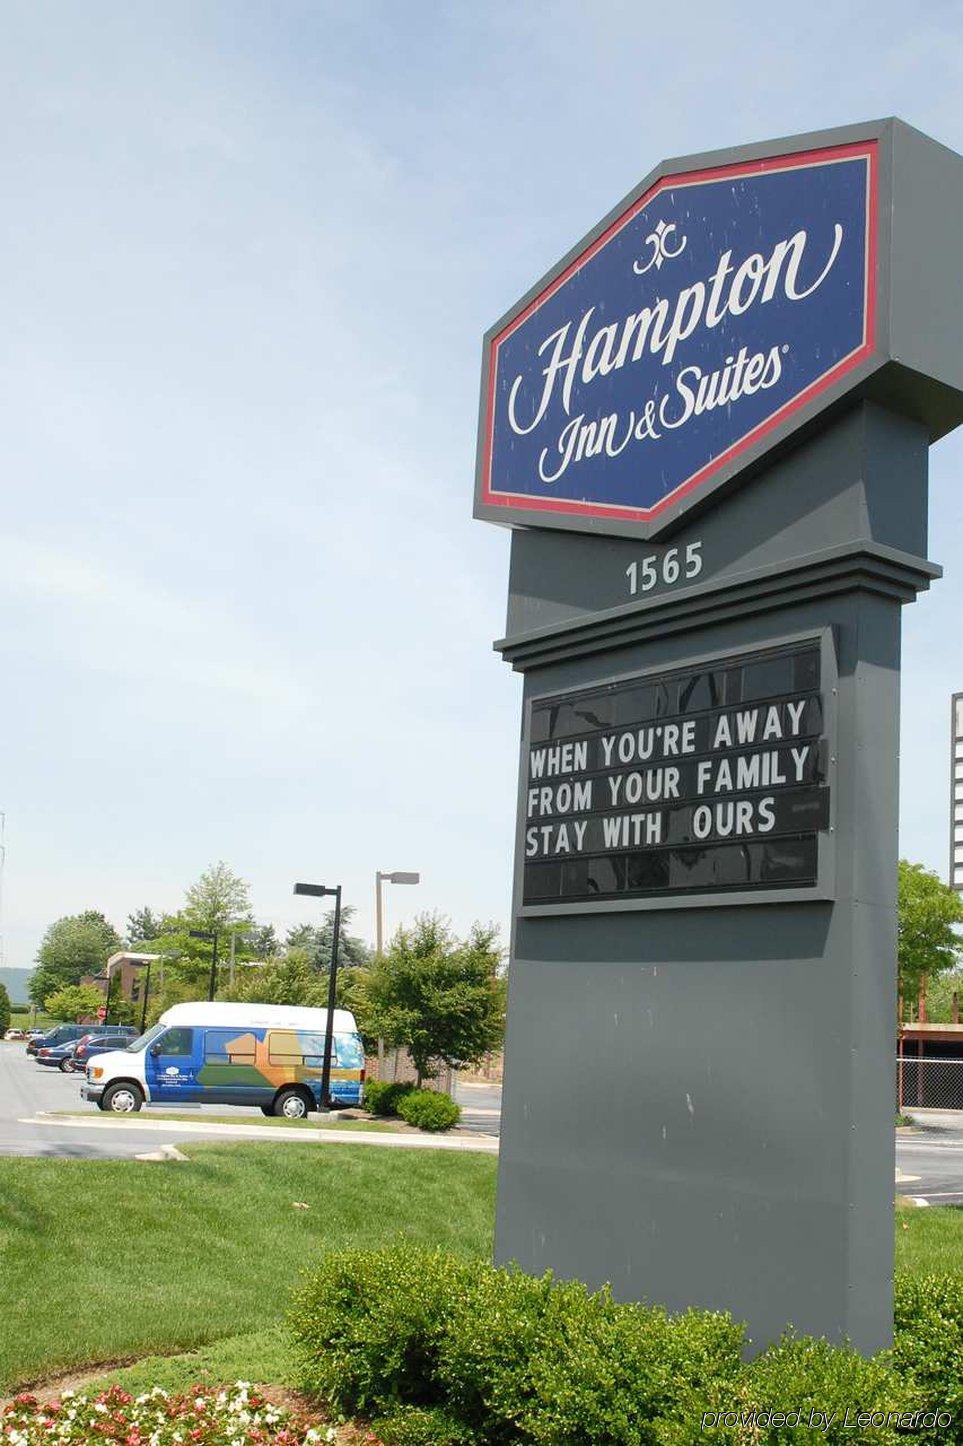 Hampton
Inn & Suites®
1565
WHEN YOU'RE AWAY
FROM YOUR FAMILY
STAY WITH OURS
provided by Leonardo